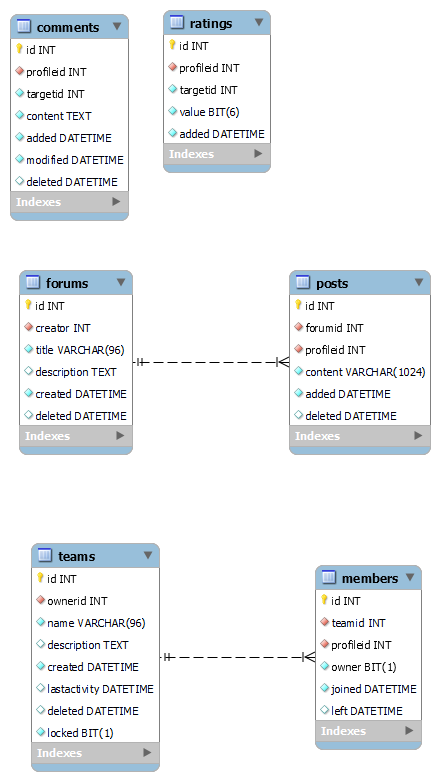 comments
id INT
profileid INT
targetid INT
content TEXT
added DATETIME
modified DATETIME
deleted DATETIME
Indexes
ratings
id INT
profileid INT
targetid INT
value BIT(6)
added DATETIME
Indexes
forums
id INT
creator INT
title VARCHAR(96)
description TEXT
created DATETIME
deleted DATETIME
Indexes
posts
id INT
forumid INT
profileid INT
content VARCHAR(1024)
added DATETIME
deleted DATETIME
Indexes
teams
id INT
ownerid INT
name VARCHAR(96)
description TEXT
created DATETIME
lastactivity DATETIME
deleted DATETIME
locked BIT(1)
Indexes
members
id INT
teamid INT
profileid INT
owner BIT(1)
joined DATETIME
left DATETIME
Indexes